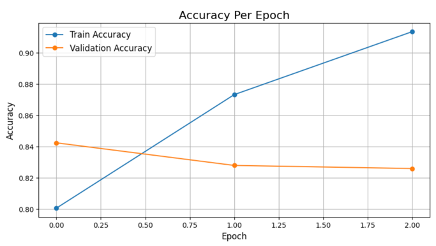 Accuracy Per Epoch
Train Accuracy
Validation Accuracy
Accuracy
0.90
0.88
0.86
0.84
0.82
0.80
0.00 0.25 0.50 0.75 1.00 1.25 1.50 1.75 2.00
Epoch